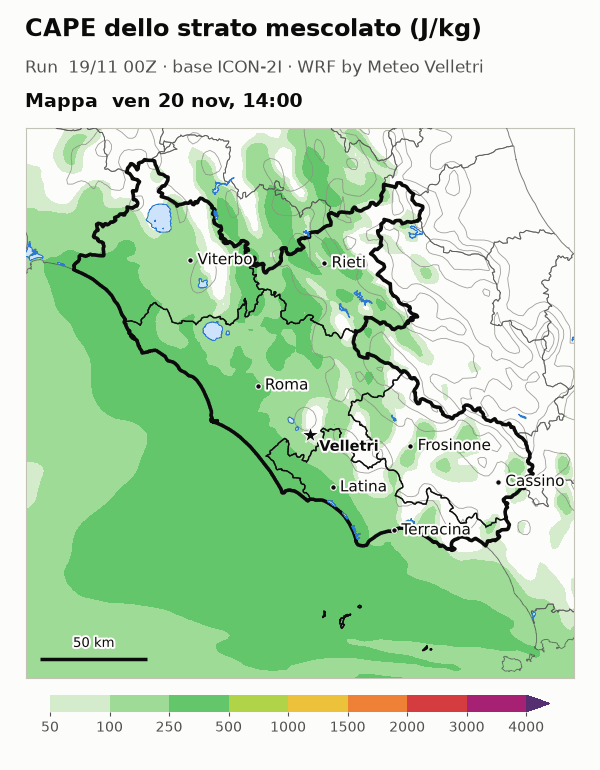 CAPE dello strato mescolato (J/kg)
Run  19/11 00Z · base ICON-2I · WRF by Meteo Velletri
Mappa  ven 20 nov, 14:00
Viterbo
Rieti
Roma
Velletri
Frosinone
Cassino
Latina
Terracina
50 km
50 100 250 500 1000 1500 2000 3000 4000